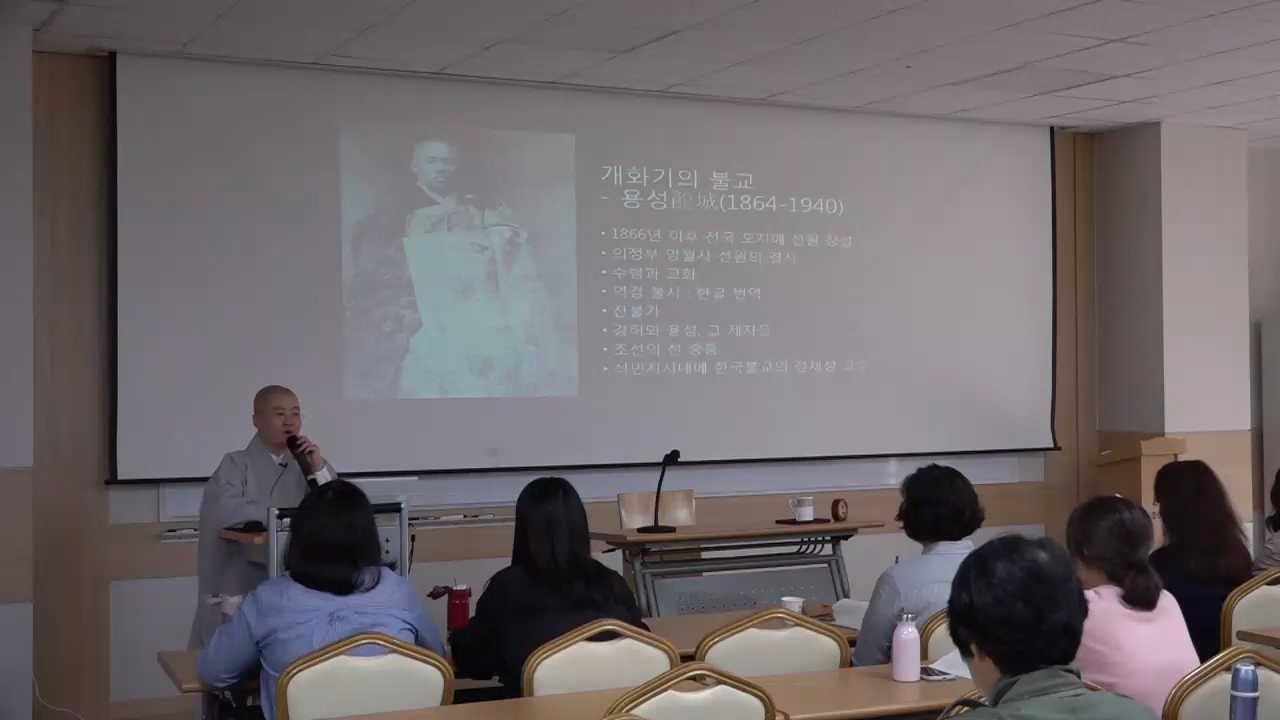 개화기의 불교
- 용성龍城(1864-1940)
• 1866년 이후 전국 오지에 선원 창설
• 의정부 망월사 선원의 결사
• 수행과 교화
• 역경 불사 : 한글 번역
• 찬불가
• 경허와 용성, 그 제자들
• 조선의 선 중흥
• 식민지시대에 한국불교의 정체성 고수